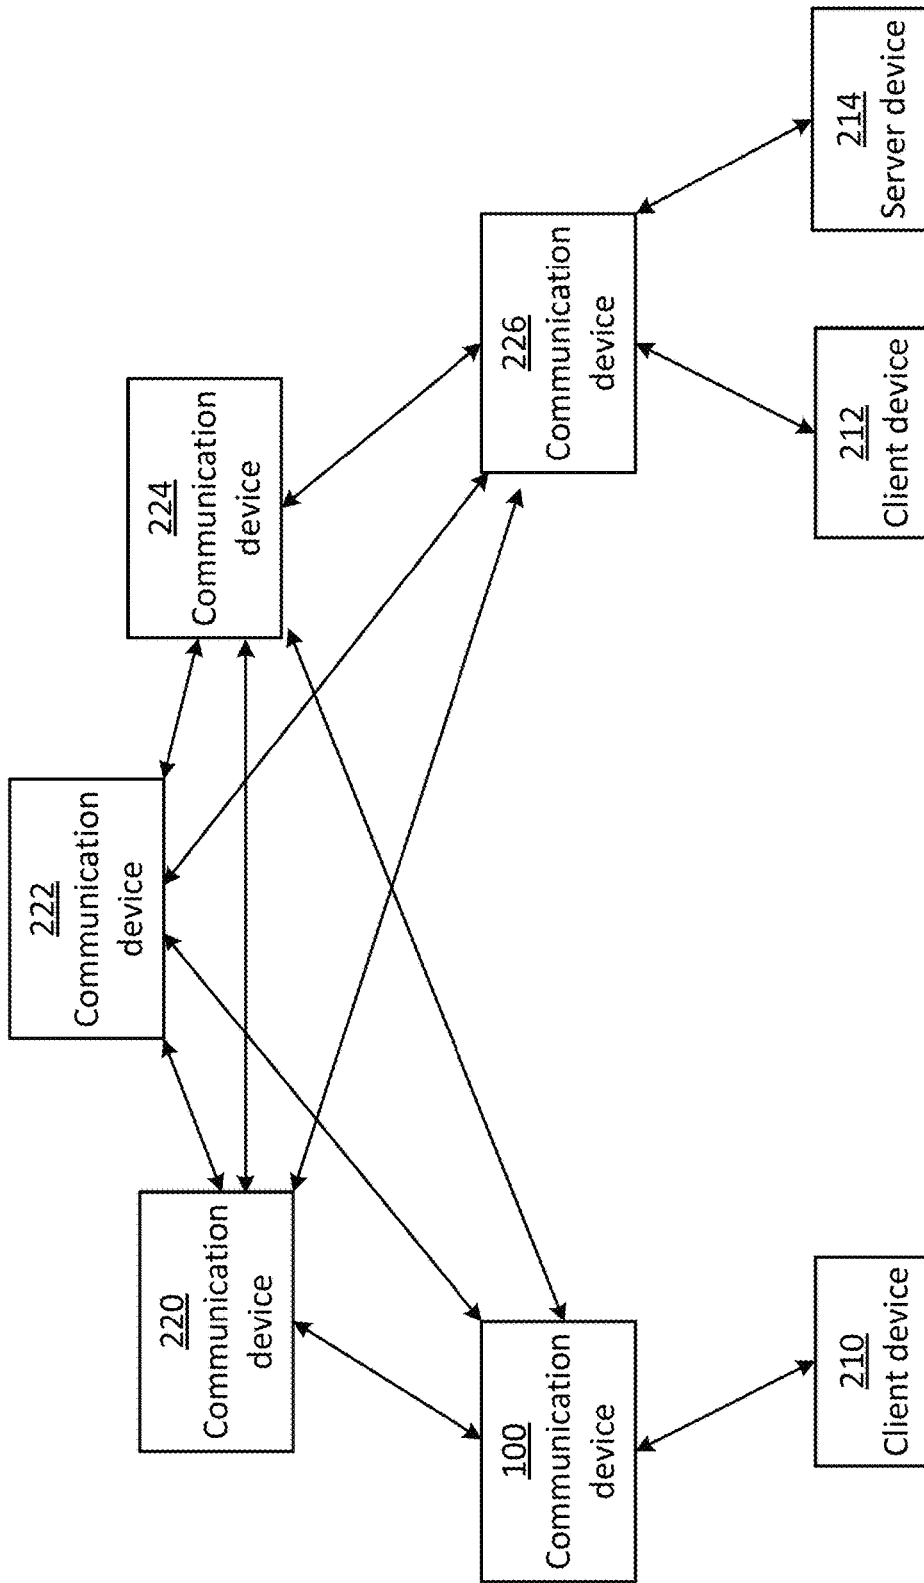 222
Communication
device
220
Communication
device
224
Communication
device
100
Communication
device
226
Communication
device
210
Client device
212
Client device
214
Server device